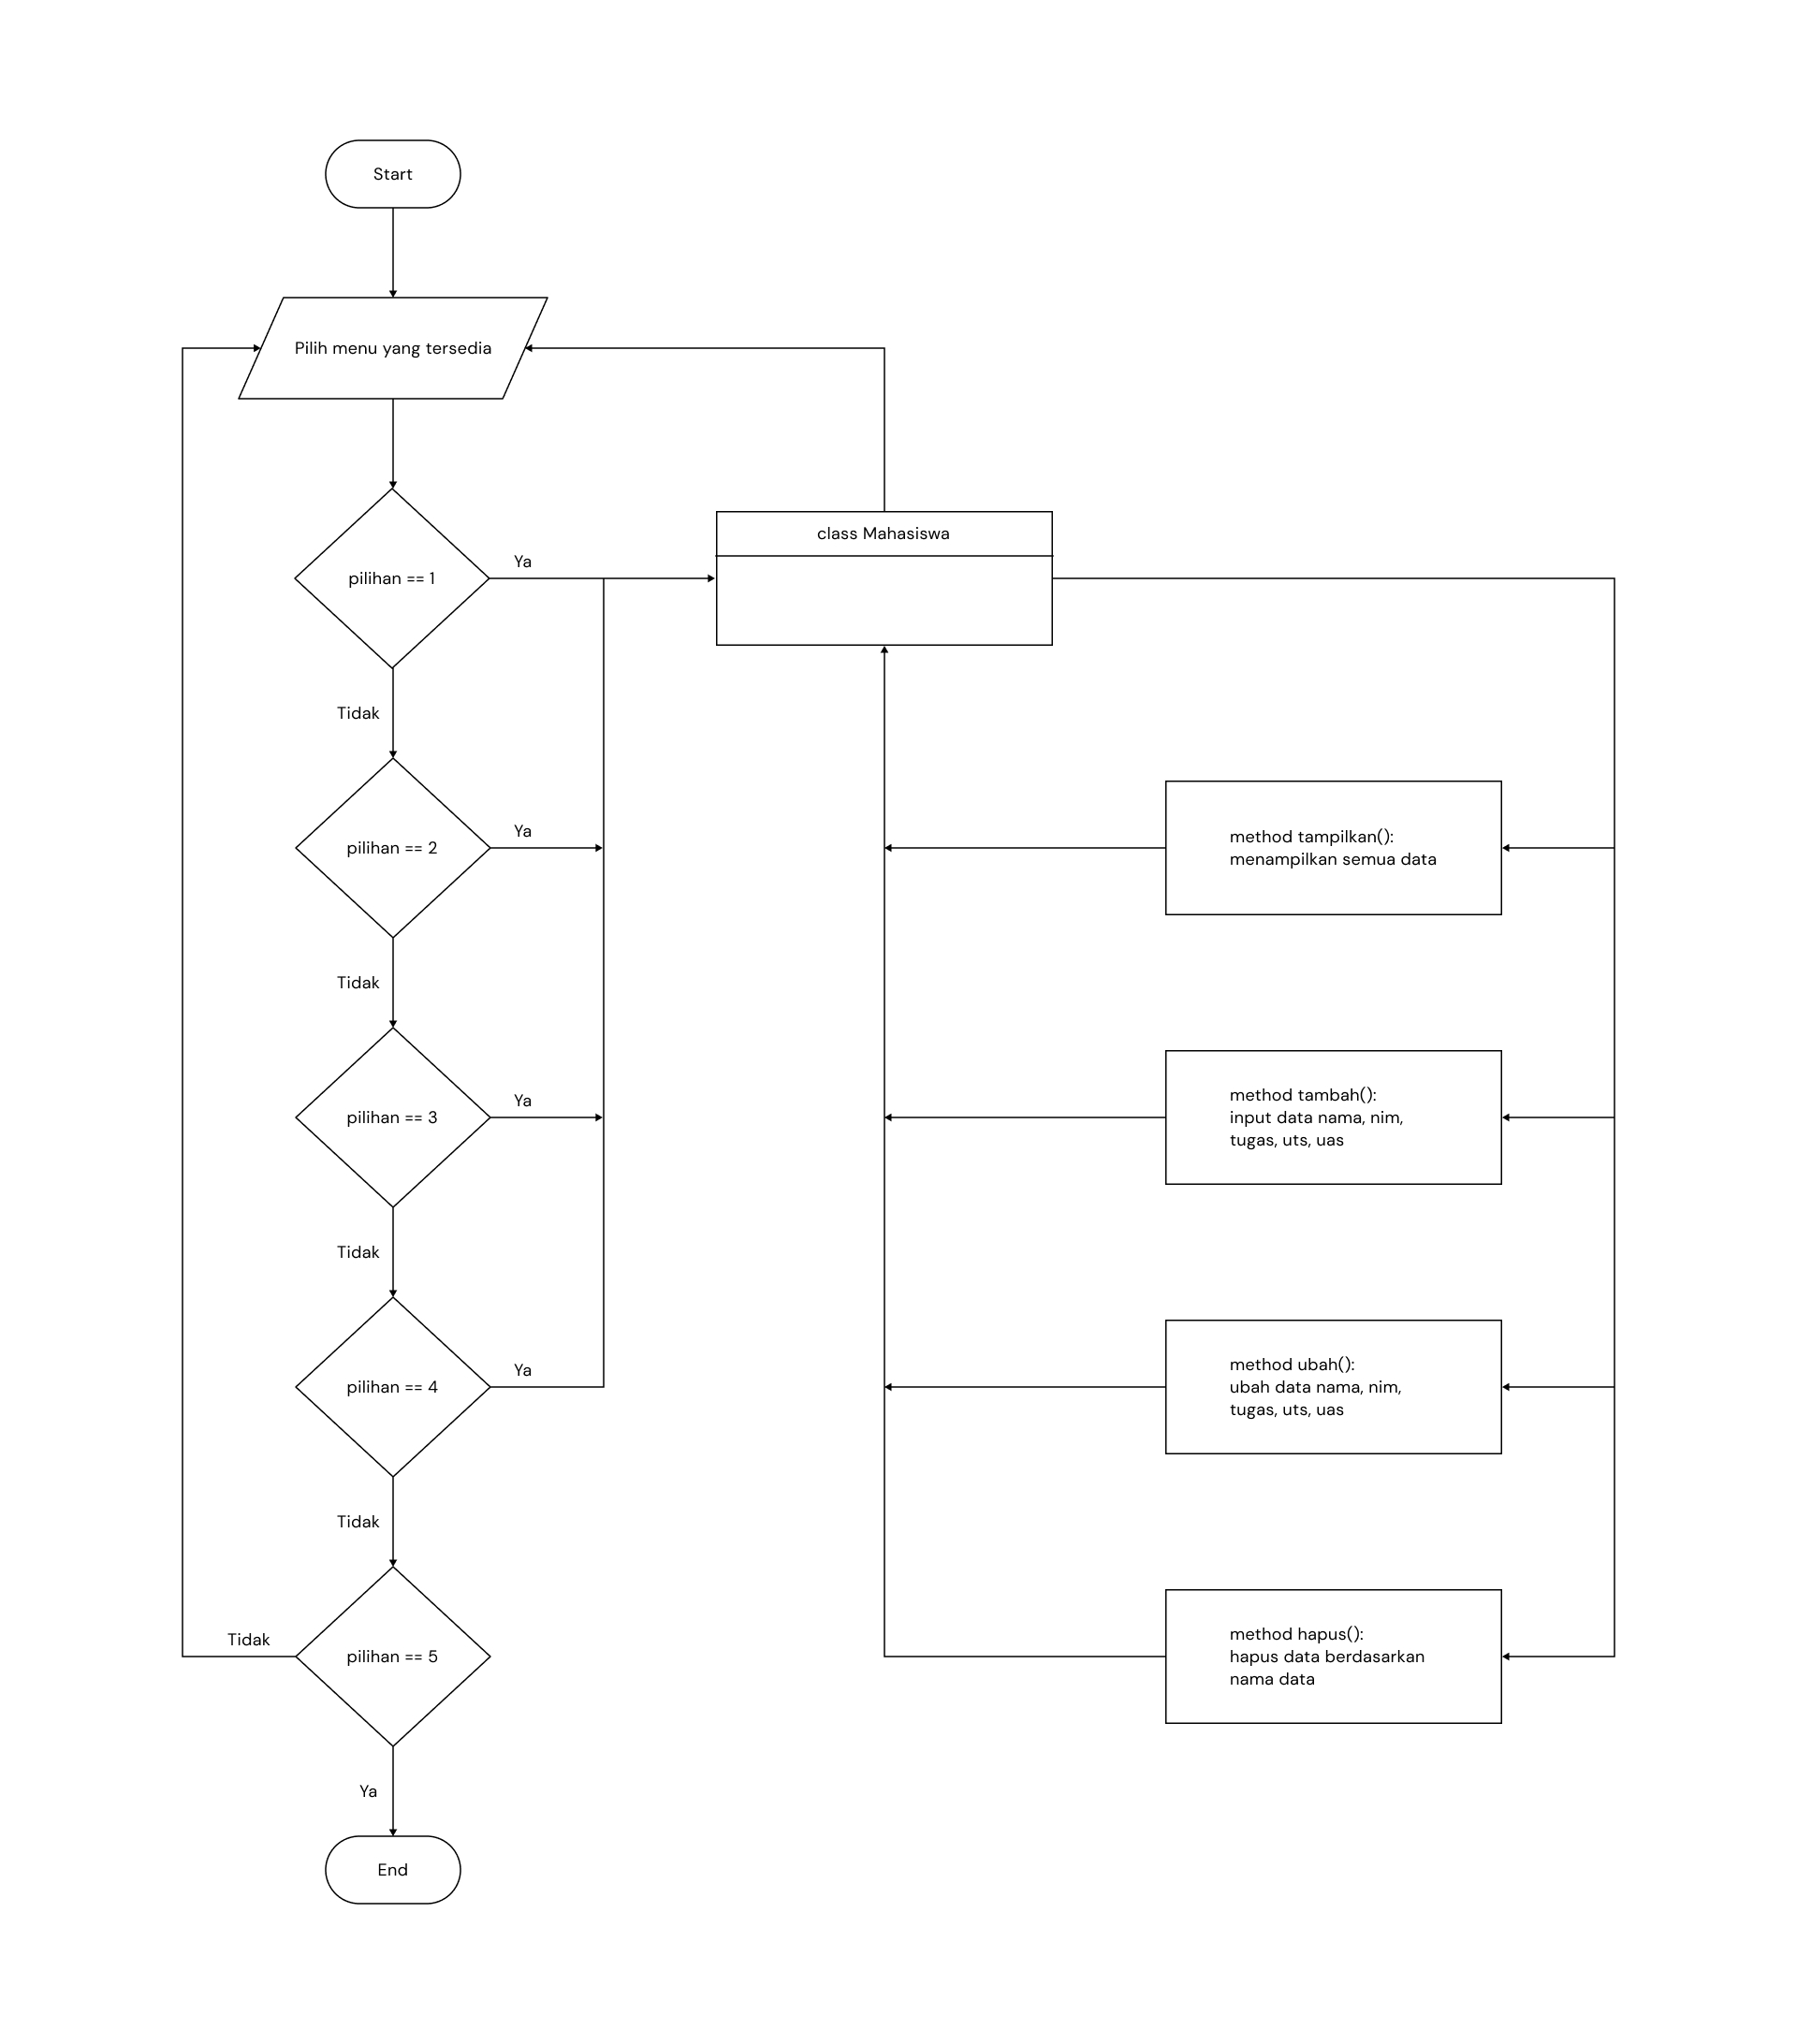 Start
Pilih menu yang tersedia
class Mahasiswa
Ya
pilihan == 1
Tidak
Ya
pilihan == 2
method tampilkan():
menampilkan semua data
Tidak
Ya
pilihan == 3
method tambah():
input data nama, nim,
tugas, uts, uas
Tidak
Ya
pilihan == 4
method ubah():
ubah data nama, nim,
tugas, uts, uas
Tidak
Tidak
pilihan == 5
method hapus():
hapus data berdasarkan
nama data
Ya
End